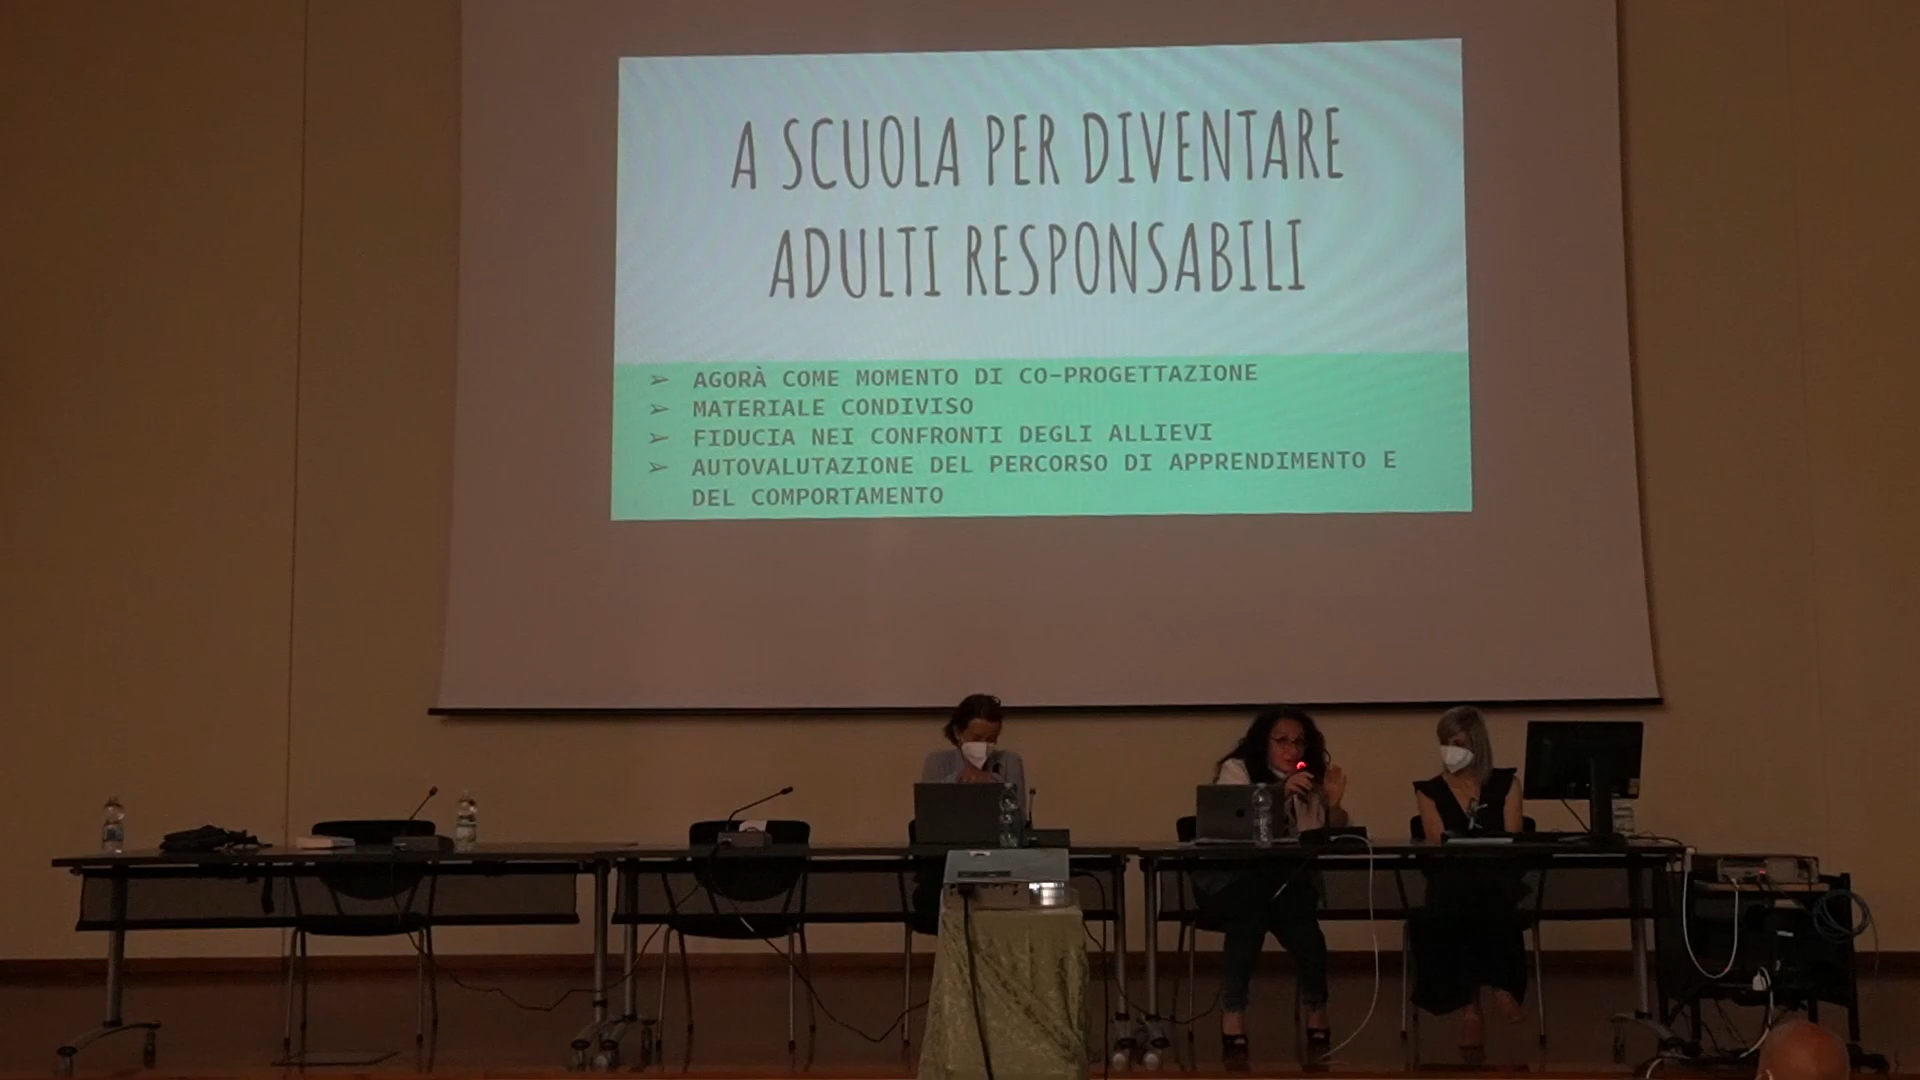 A SCUOLA PER DIVENTARE
ADULTI RESPONSABILI
➢ AGORÀ COME MOMENTO DI CO-PROGETTAZIONE
➢ MATERIALE CONDIVISO
➢ FIDUCIA NEI CONFRONTI DEGLI ALLIEVI
➢ AUTOVALUTAZIONE DEL PERCORSO DI APPRENDIMENTO E
DEL COMPORTAMENTO